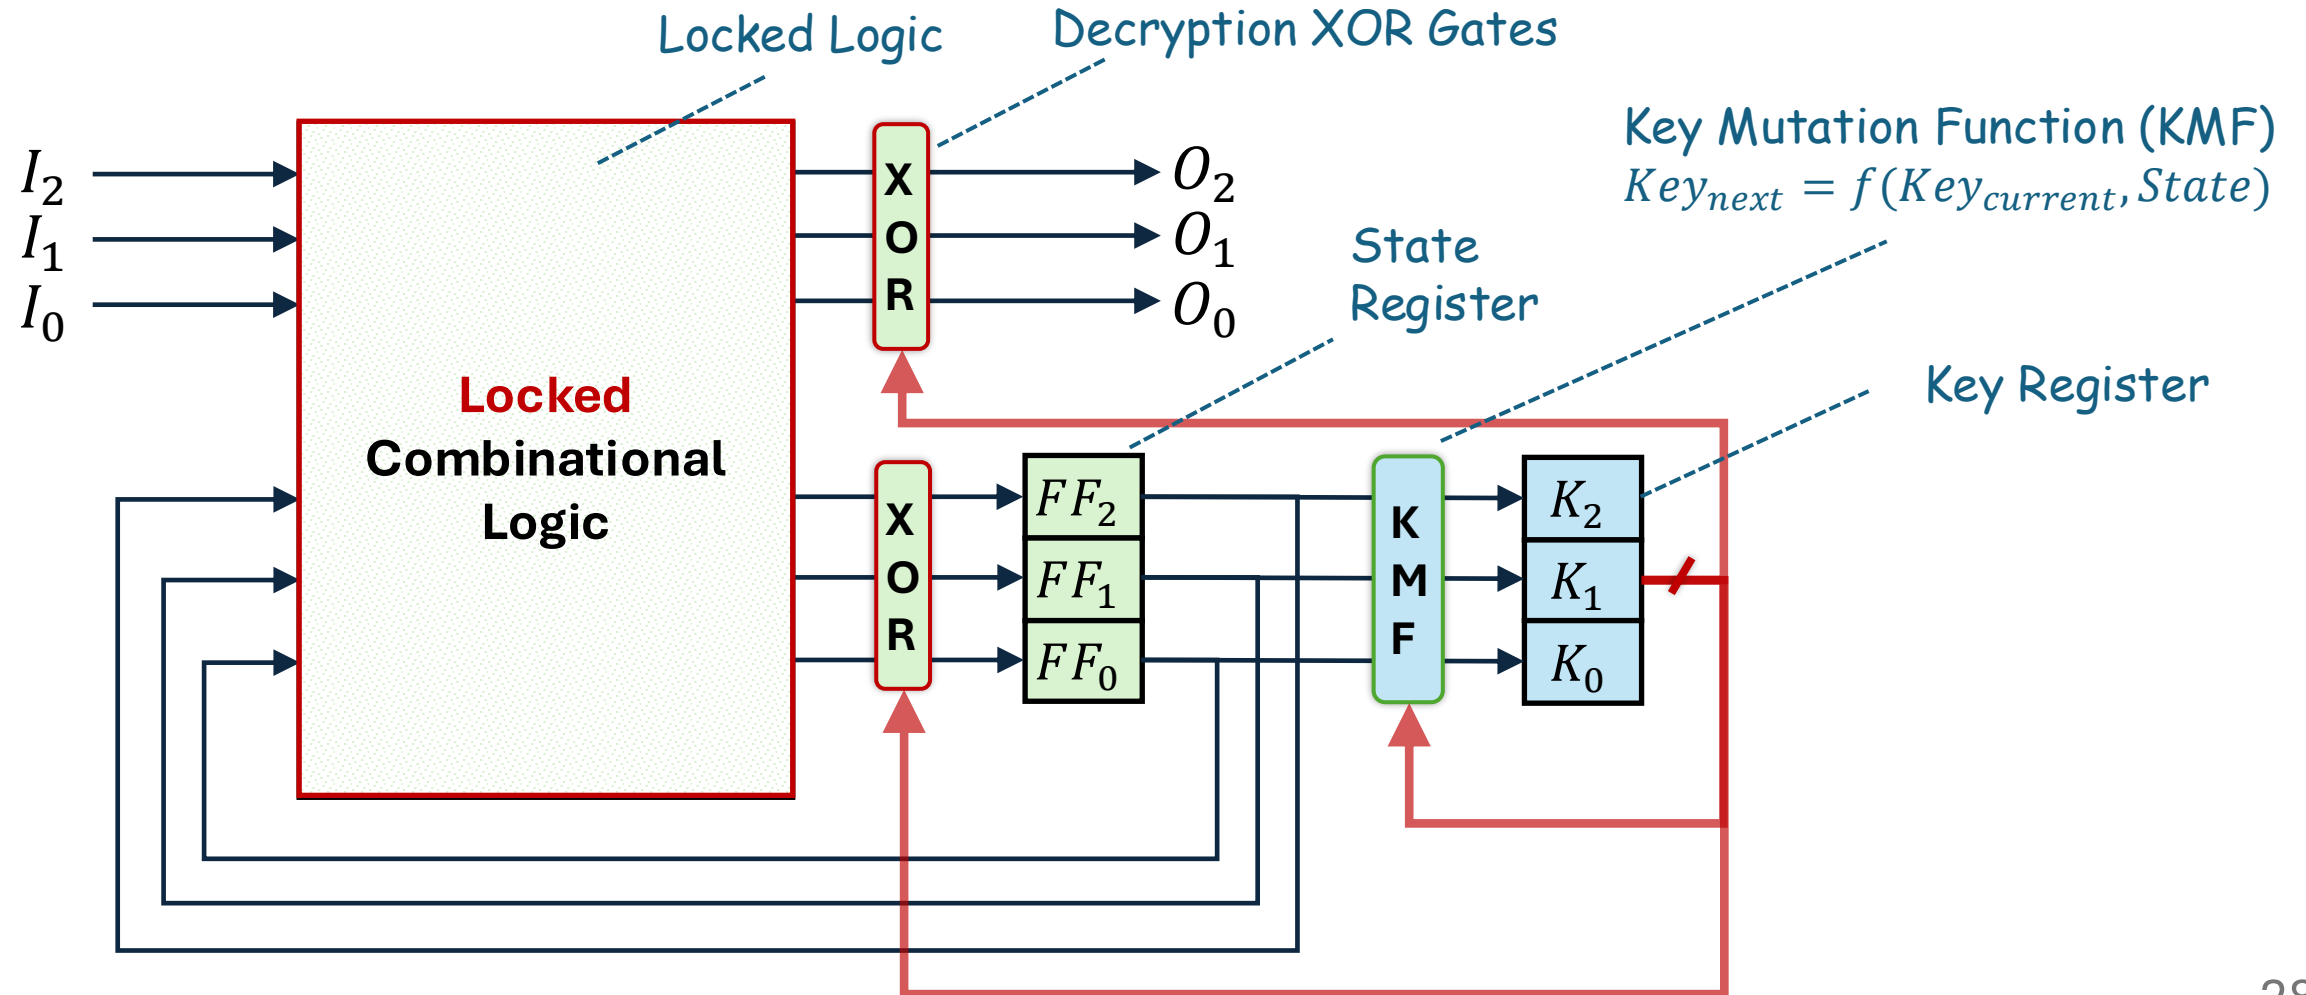 Locked Logic
Decryption XOR Gates
Key Mutation Function (KMF)
Key_next = f(Key_current, State)
State
Register
Key Register
I_2
I_1
I_0
X
O
R
O_2
O_1
O_0
Locked
Combinational
Logic
X
O
R
FF_2
FF_1
FF_0
K
M
F
K_2
K_1
K_0